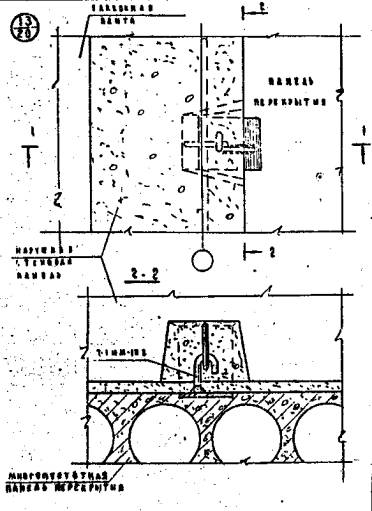 13
20
ПАНЕЛЬ
ПЕРЕКРЫТИЯ
2
1
1
2
НАРУЖНАЯ
СТЕНОВАЯ
ПАНЕЛЬ
2-2
МНОГОПУСТОТНАЯ
ПАНЕЛЬ ПЕРЕКРЫТИЯ